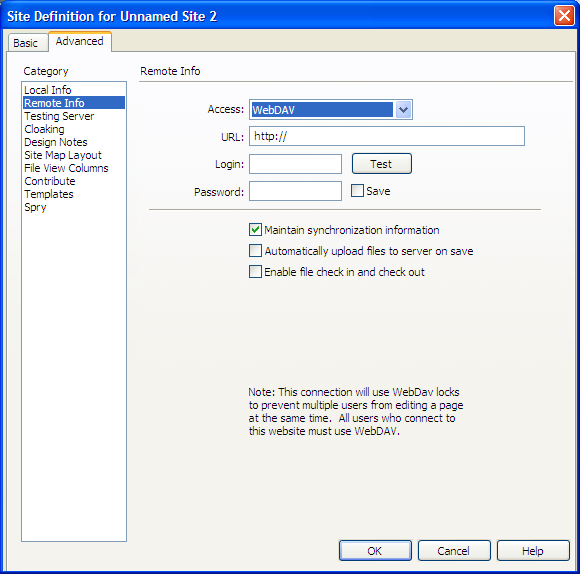 Site Definition for Unnamed Site 2
Basic
Advanced
Category
Remote Info
Local Info
Remote Info
Testing Server
Cloaking
Design Notes
Site Map Layout
File View Columns
Contribute
Templates
Spry
Access: WebDAV
URL: http://
Login: Test
Password: Save
Maintain synchronization information
Automatically upload files to server on save
Enable file check in and check out
Note: This connection will use WebDav locks
to prevent multiple users from editing a page
at the same time. All users who connect to
this website must use WebDAV.
OK Cancel Help